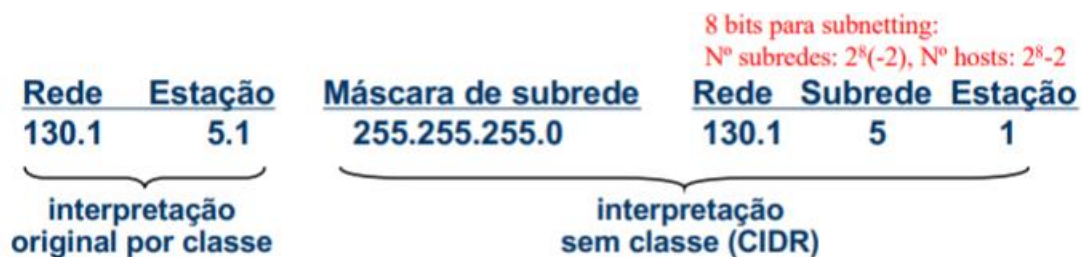 8 bits para subnetting:
Nº subredes: 2⁸(-2), Nº hosts: 2⁸-2
Rede Estação Máscara de subrede Rede Subrede Estação
130.1 5.1 255.255.255.0 130.1 5 1
interpretação interpretação
original por classe sem classe (CIDR)